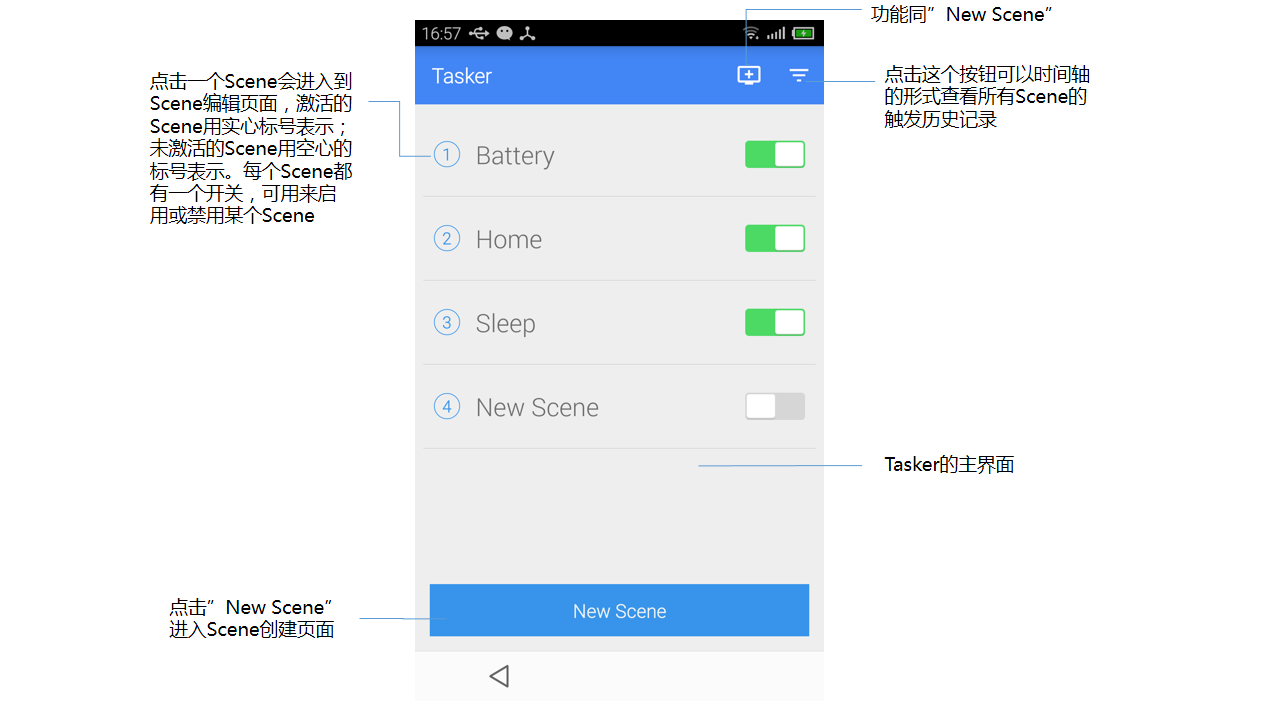 功能同”New Scene”
16:57
点击一个Scene会进入到
Scene编辑页面，激活的
Scene用实心标号表示；
未激活的Scene用空心的
标号表示。每个Scene都
有一个开关，可用来启
用或禁用某个Scene
Tasker
点击这个按钮可以时间轴
的形式查看所有Scene的
触发历史记录
1 Battery
2 Home
3 Sleep
4 New Scene
Tasker的主界面
点击”New Scene”
进入Scene创建页面
New Scene